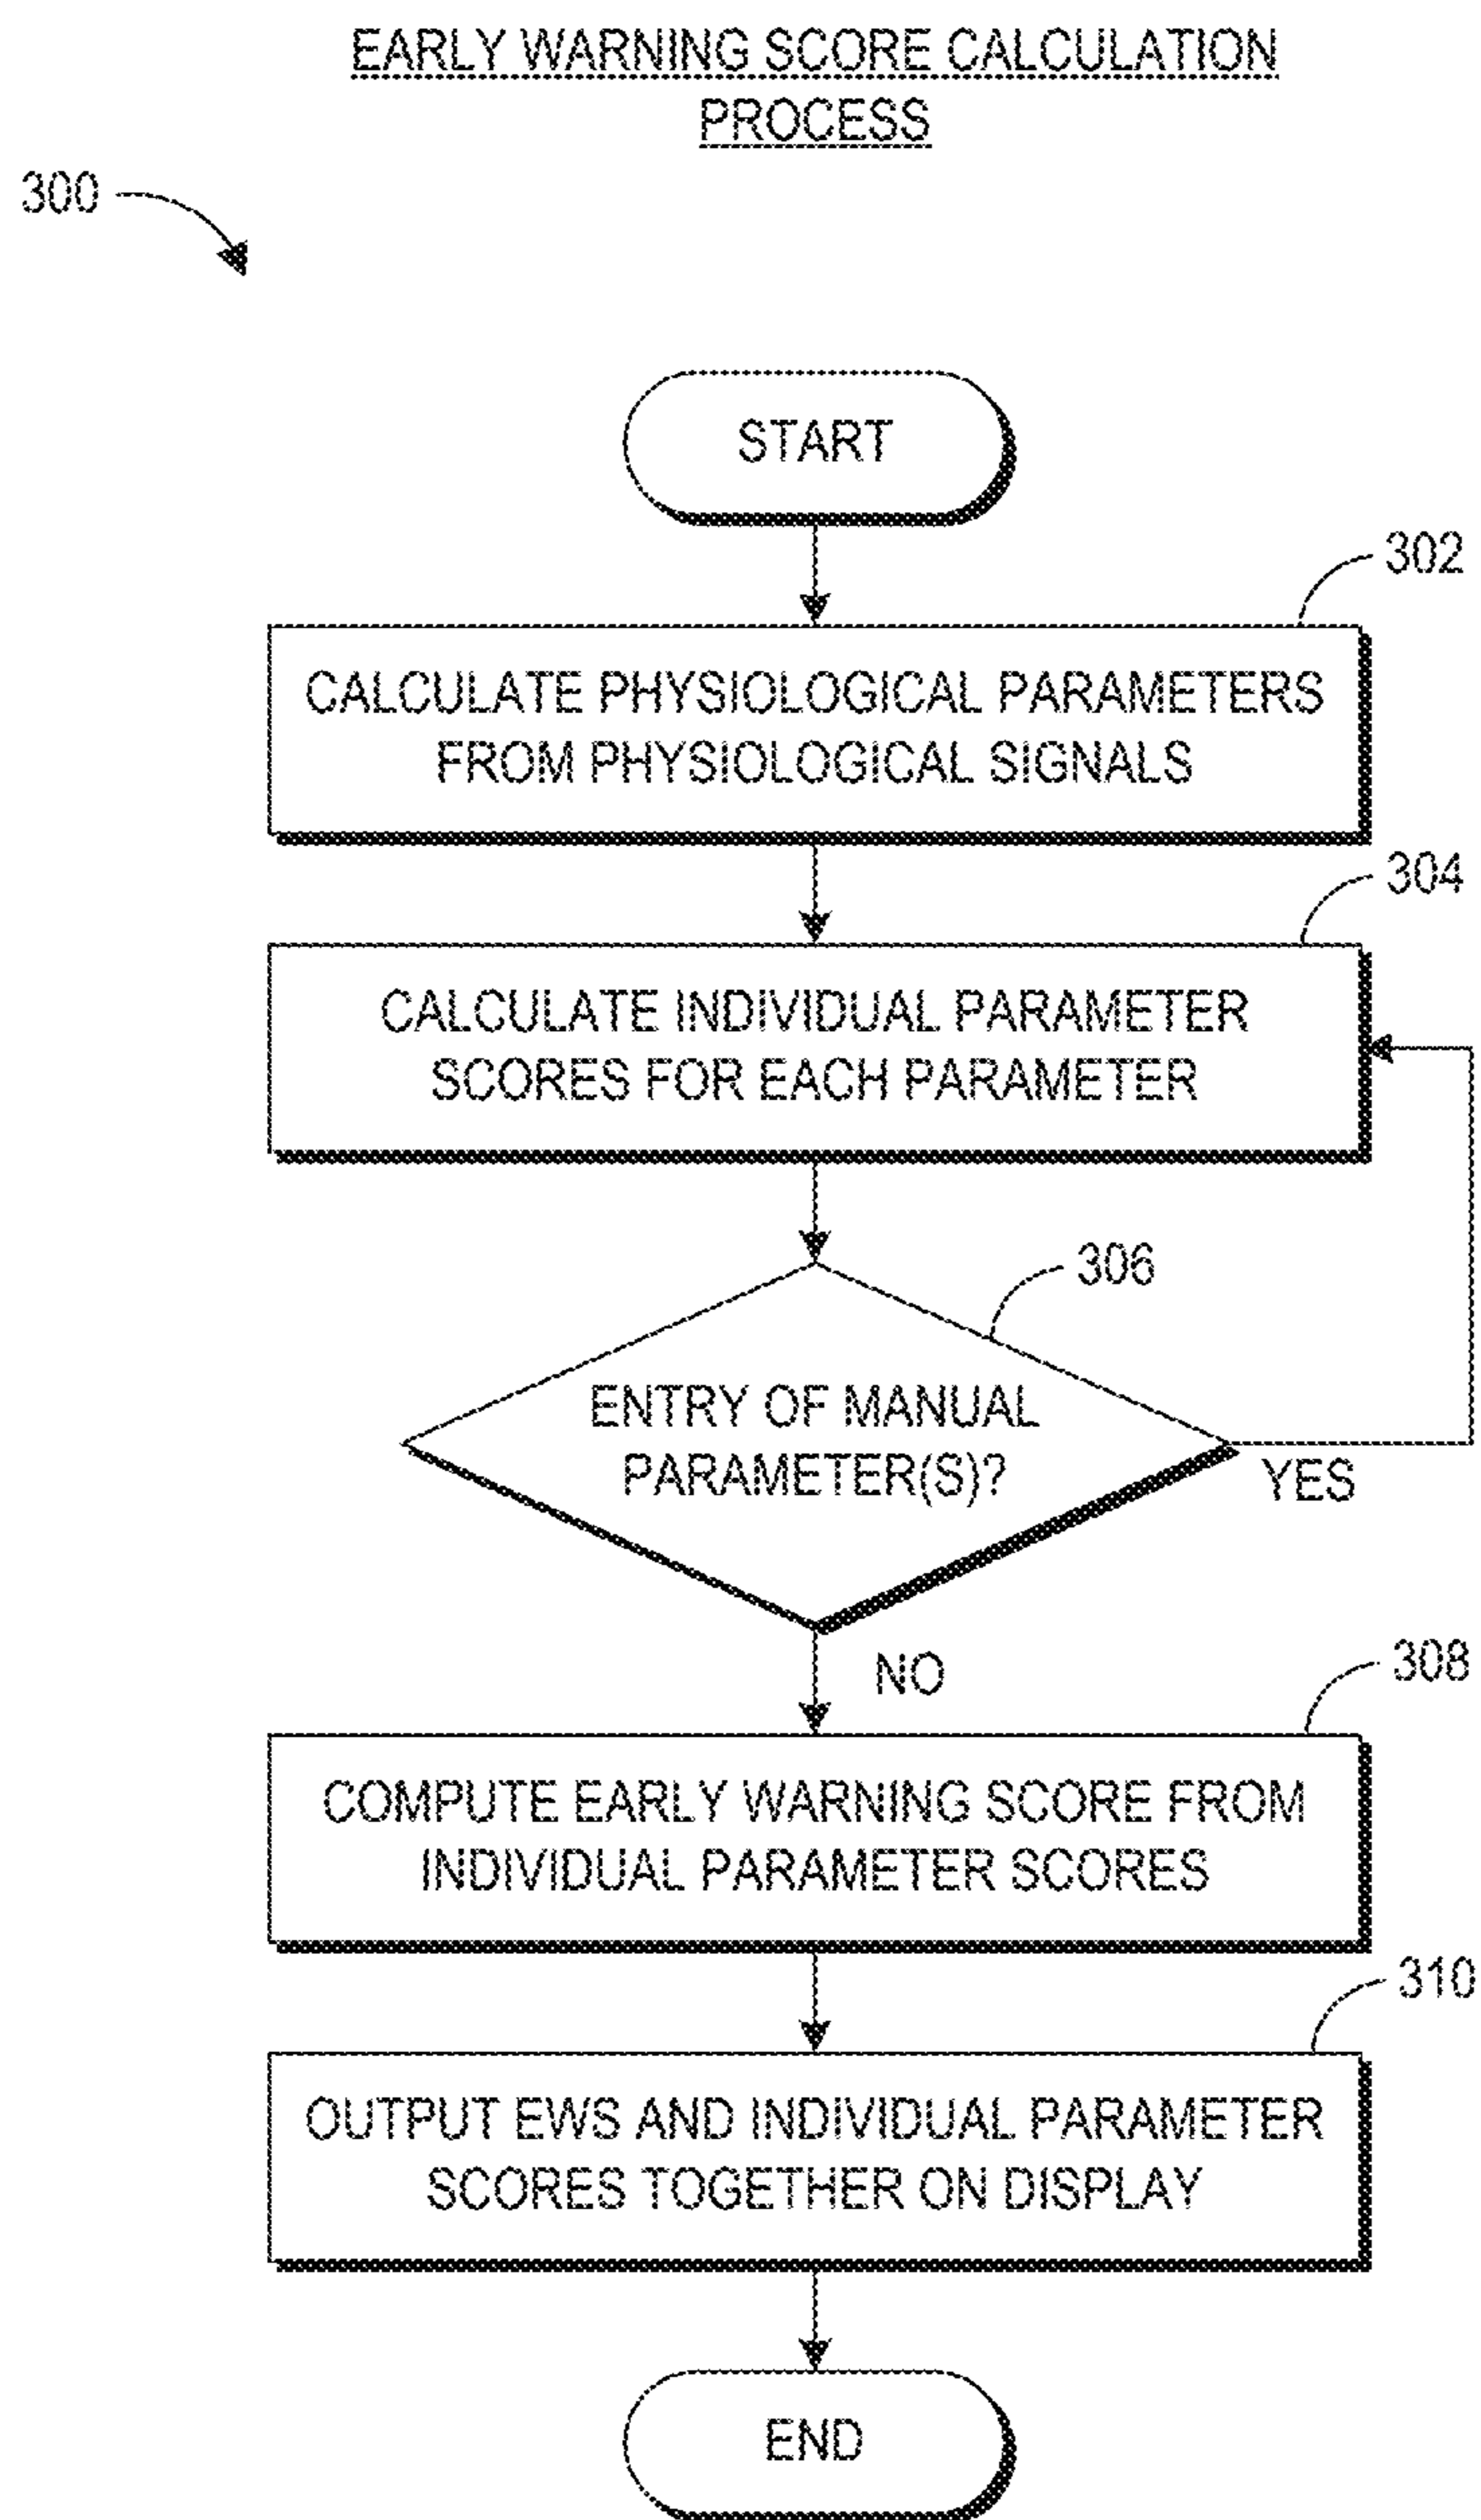 EARLY WARNING SCORE CALCULATION
PROCESS
300
START
302
CALCULATE PHYSIOLOGICAL PARAMETERS
FROM PHYSIOLOGICAL SIGNALS
304
CALCULATE INDIVIDUAL PARAMETER
SCORES FOR EACH PARAMETER
306
ENTRY OF MANUAL
PARAMETER(S)?
YES
NO
308
COMPUTE EARLY WARNING SCORE FROM
INDIVIDUAL PARAMETER SCORES
310
OUTPUT EWS AND INDIVIDUAL PARAMETER
SCORES TOGETHER ON DISPLAY
END